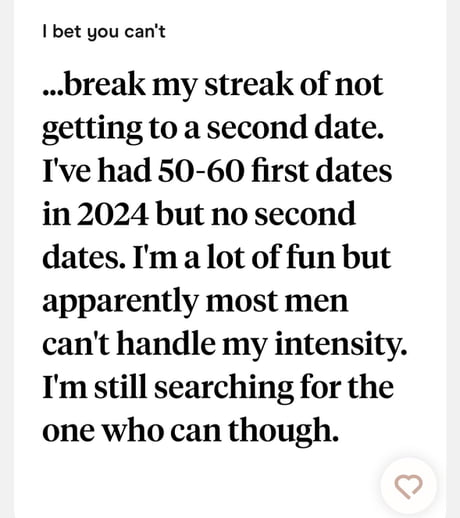 I bet you can't
...break my streak of not
getting to a second date.
I've had 50-60 first dates
in 2024 but no second
dates. I'm a lot of fun but
apparently most men
can't handle my intensity.
I'm still searching for the
one who can though.